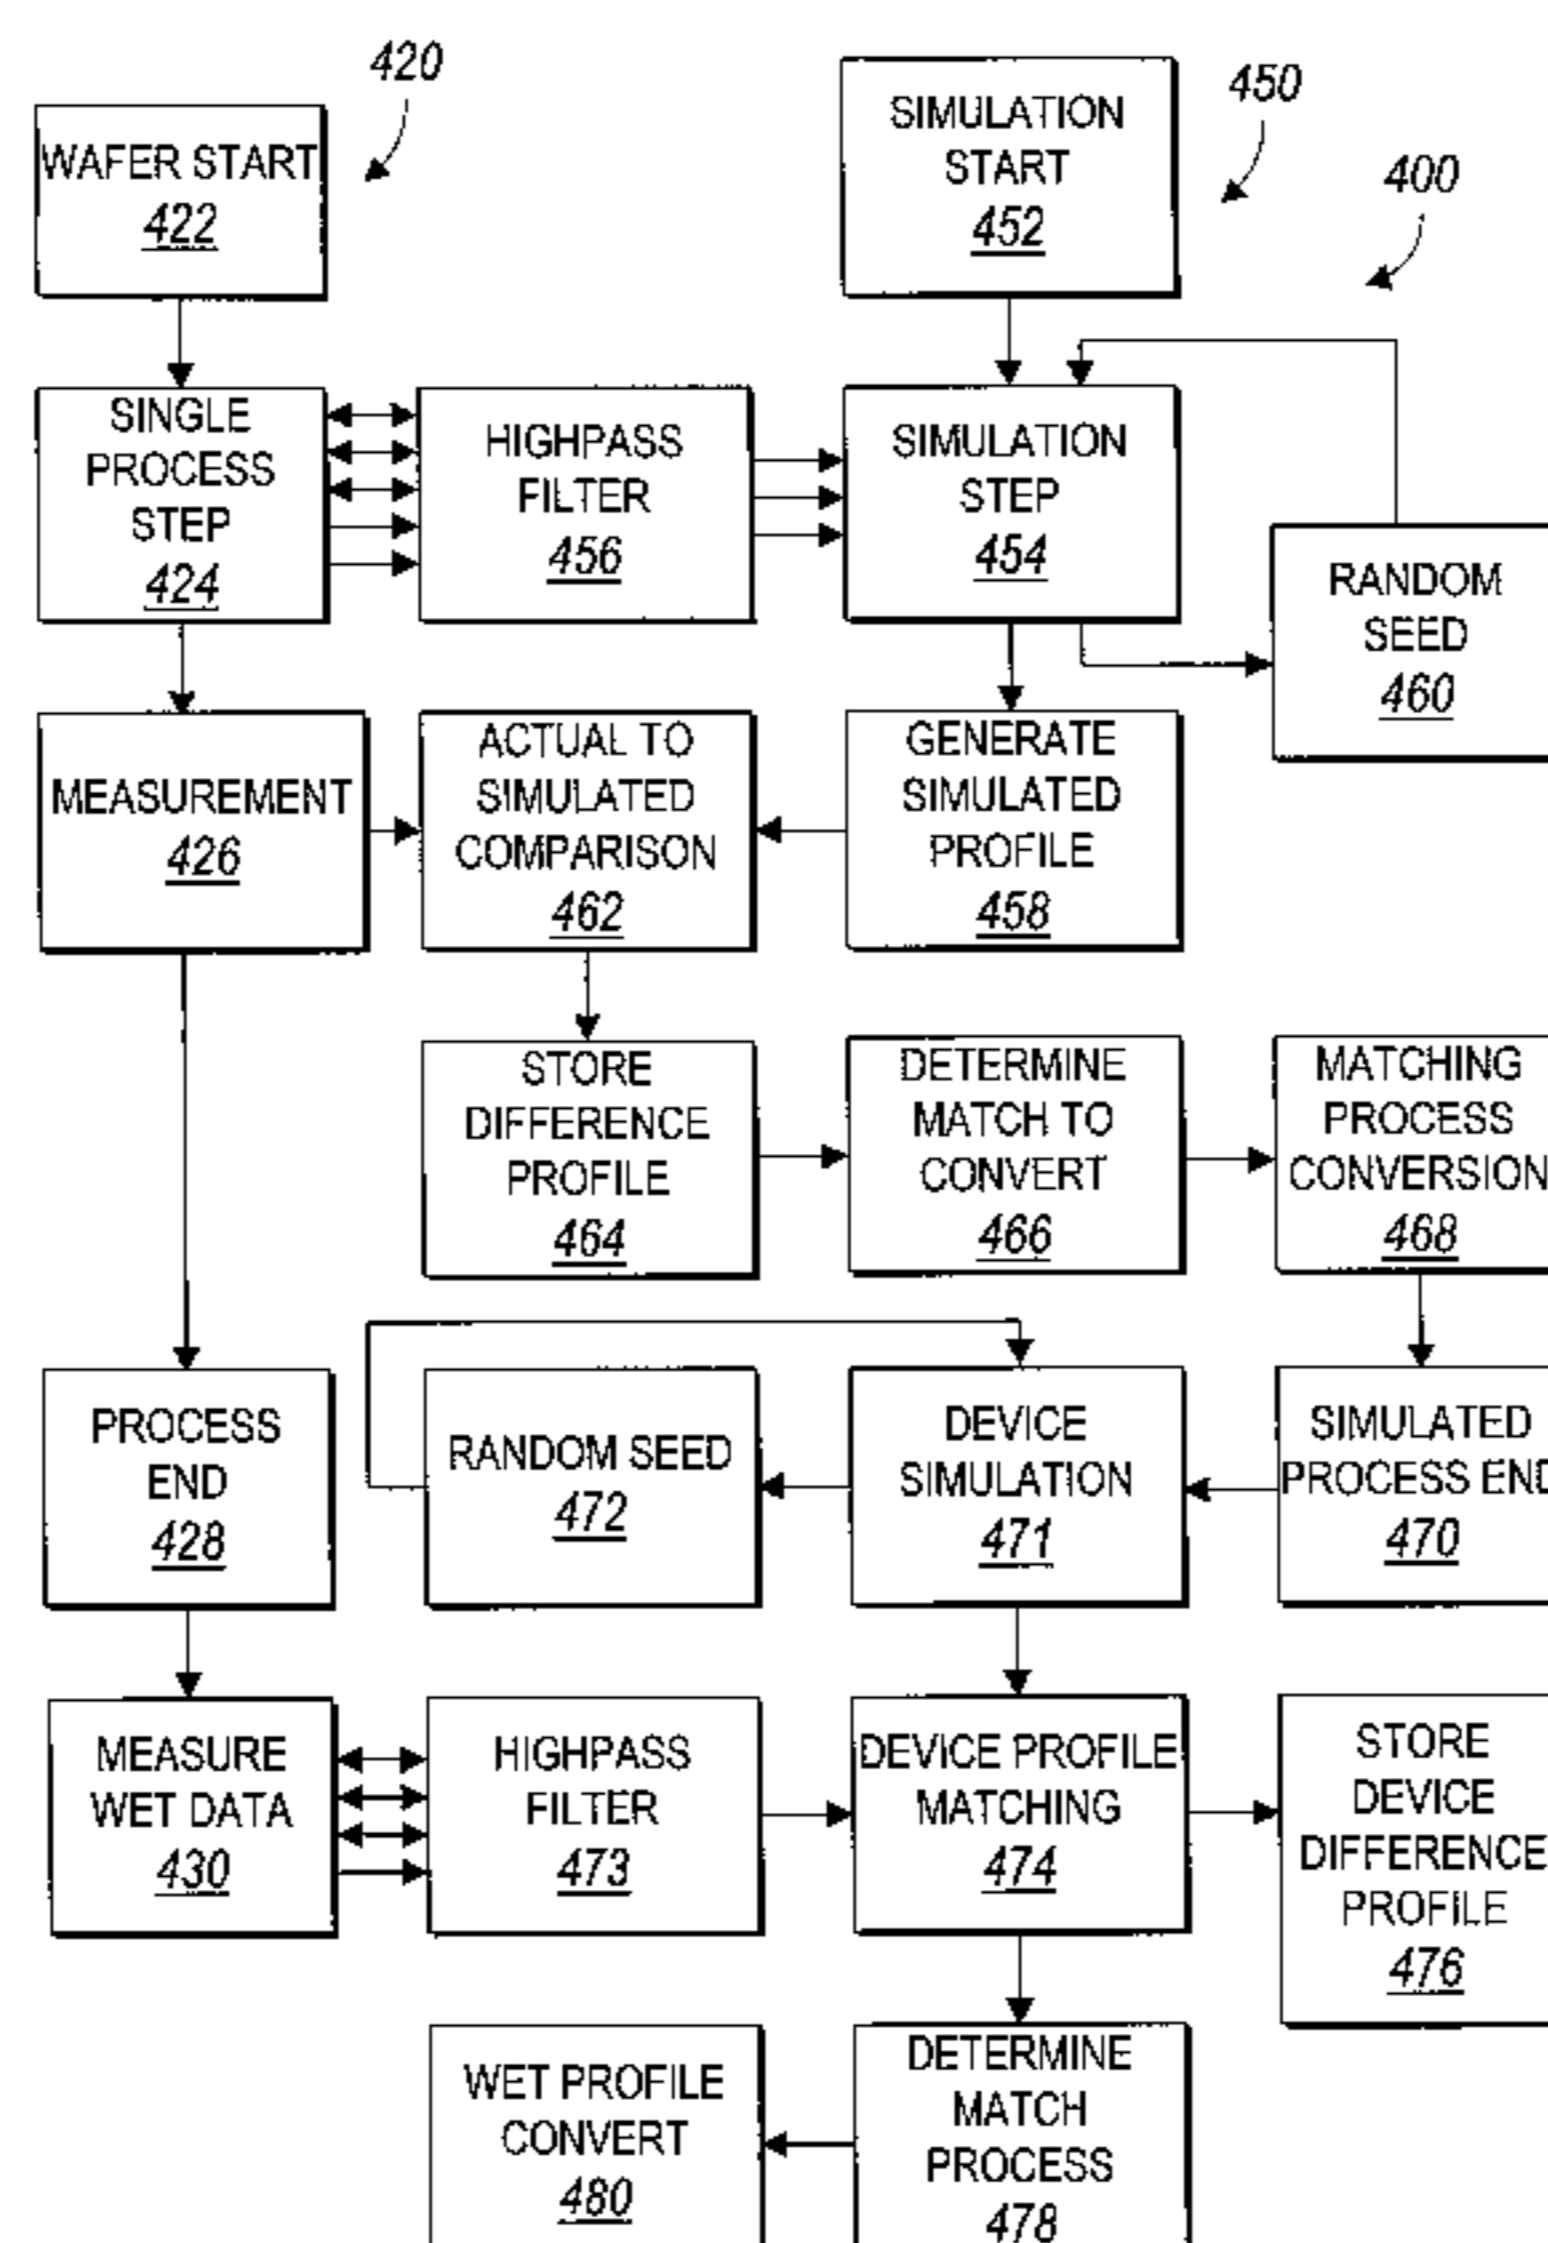 420
450
400
WAFER START
422
SIMULATION
START
452
SINGLE
PROCESS
STEP
424
HIGHPASS
FILTER
456
SIMULATION
STEP
454
RANDOM
SEED
460
MEASUREMENT
426
ACTUAL TO
SIMULATED
COMPARISON
462
GENERATE
SIMULATED
PROFILE
458
STORE
DIFFERENCE
PROFILE
464
DETERMINE
MATCH TO
CONVERT
466
MATCHING
PROCESS
CONVERSION
468
PROCESS
END
428
RANDOM SEED
472
DEVICE
SIMULATION
471
SIMULATED
PROCESS END
470
MEASURE
WET DATA
430
HIGHPASS
FILTER
473
DEVICE PROFILE
MATCHING
474
STORE
DEVICE
DIFFERENCE
PROFILE
476
WET PROFILE
CONVERT
480
DETERMINE
MATCH
PROCESS
478